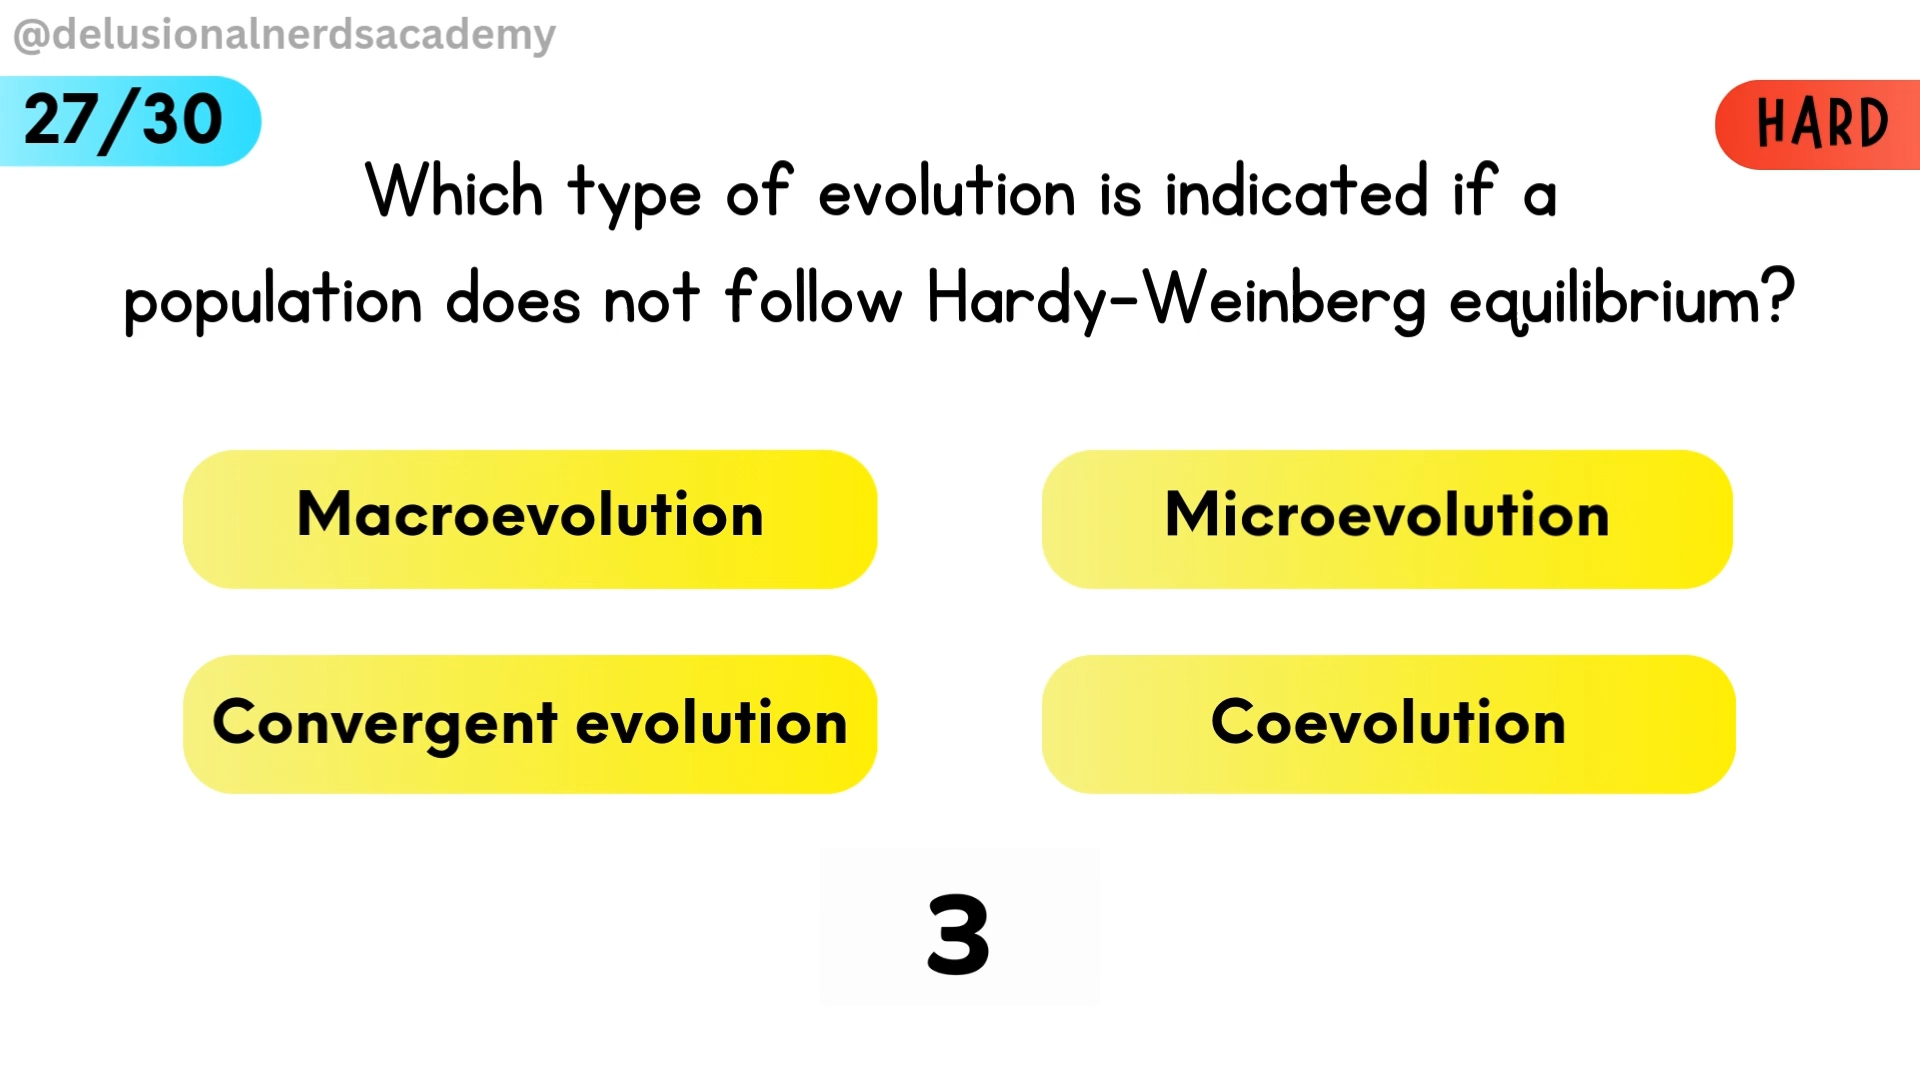 @delusionalnerdsacademy
27/30
HARD
Which type of evolution is indicated if a
population does not follow Hardy-Weinberg equilibrium?
Macroevolution
Microevolution
Convergent evolution
Coevolution
3